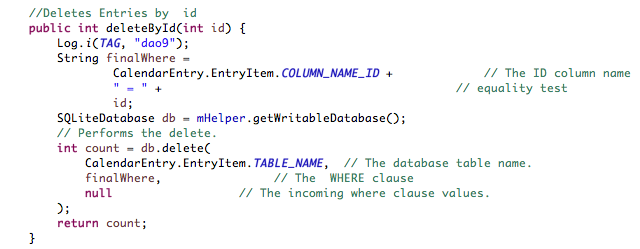 //Deletes Entries by  id
public int deleteById(int id) {
    Log.i(TAG, "dao9");
    String finalWhere =
            CalendarEntry.EntryItem.COLUMN_NAME_ID +             // The ID column name
            " = " +                                          // equality test
            id;
    SQLiteDatabase db = mHelper.getWritableDatabase();
    // Performs the delete.
    int count = db.delete(
        CalendarEntry.EntryItem.TABLE_NAME,  // The database table name.
        finalWhere,                // The  WHERE clause
        null                  // The incoming where clause values.
    );
    return count;
}